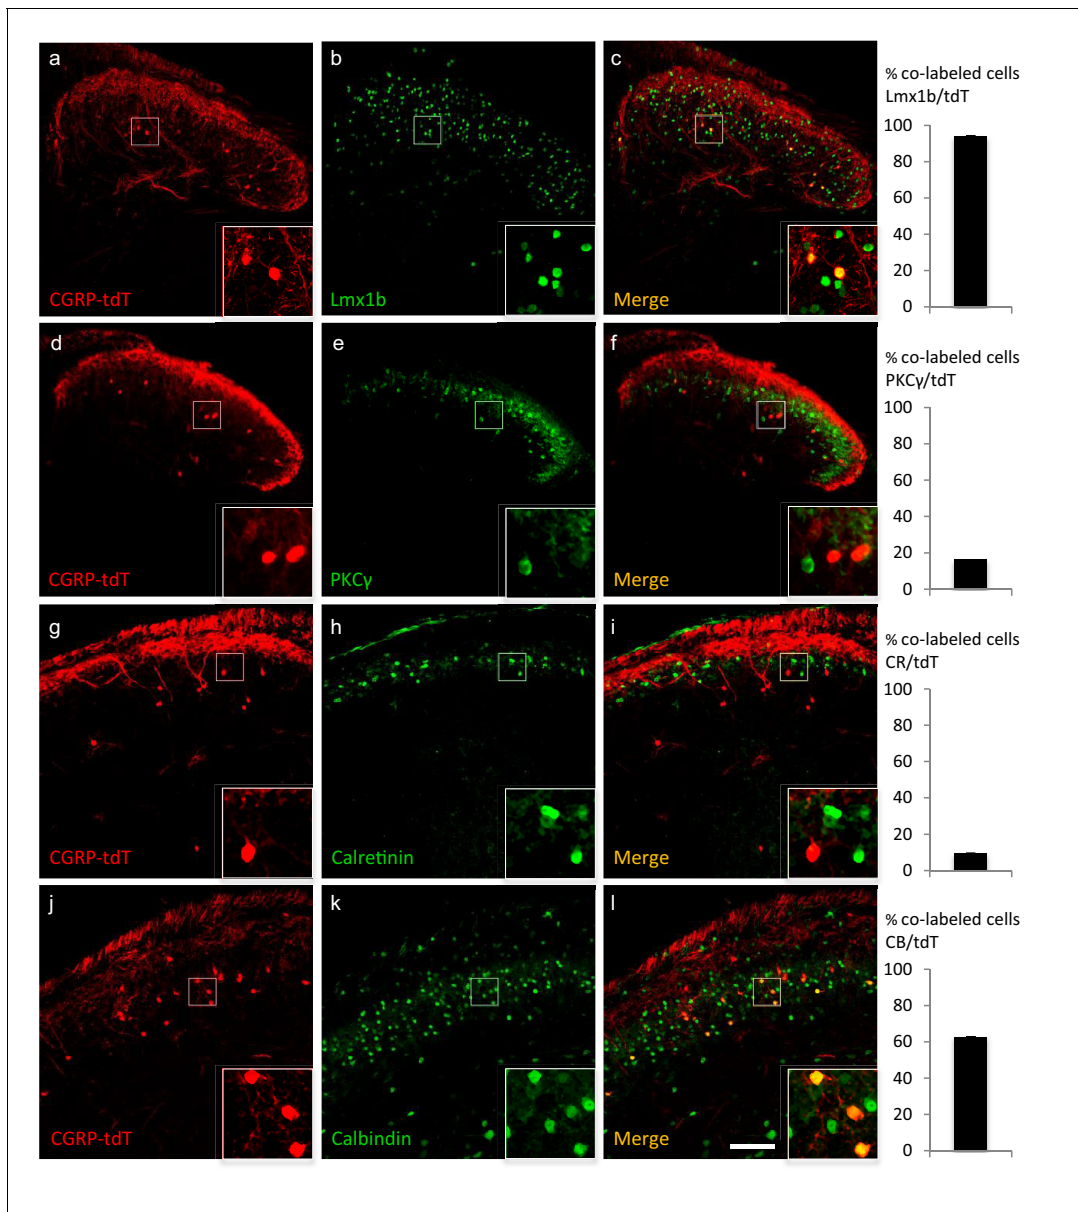 a
b
c
% co-labeled cells
Lmx1b/tdT
100
80
60
40
20
0
CGRP-tdT
Lmx1b
Merge
d
e
f
% co-labeled cells
PKCγ/tdT
100
80
60
40
20
0
CGRP-tdT
PKCγ
Merge
g
h
i
% co-labeled cells
CR/tdT
100
80
60
40
20
0
CGRP-tdT
Calretinin
Merge
j
k
l
% co-labeled cells
CB/tdT
100
80
60
40
20
0
CGRP-tdT
Calbindin
Merge